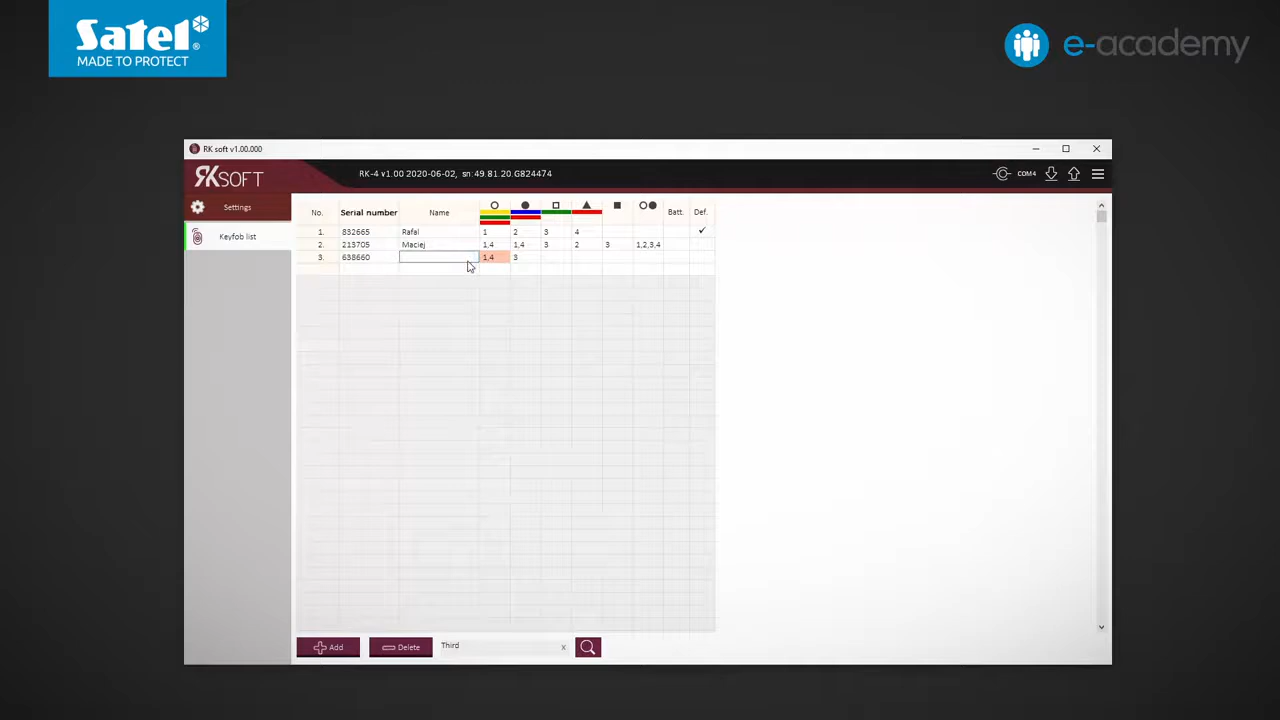 Satel®
MADE TO PROTECT
e-academy
RK soft v1.00.000
RKSOFT
RK-4 v1.00 2020-06-02, sn:49.81.20.G824474
COM4
Settings
Keyfob list
No. Serial number Name Batt. Def.
1. 832665 Rafal 1 2 3 4 ✓
2. 213705 Maciej 1,4 1,4 3 2 3 1,2,3,4
3. 638660 1,4 3
Add Delete Third x